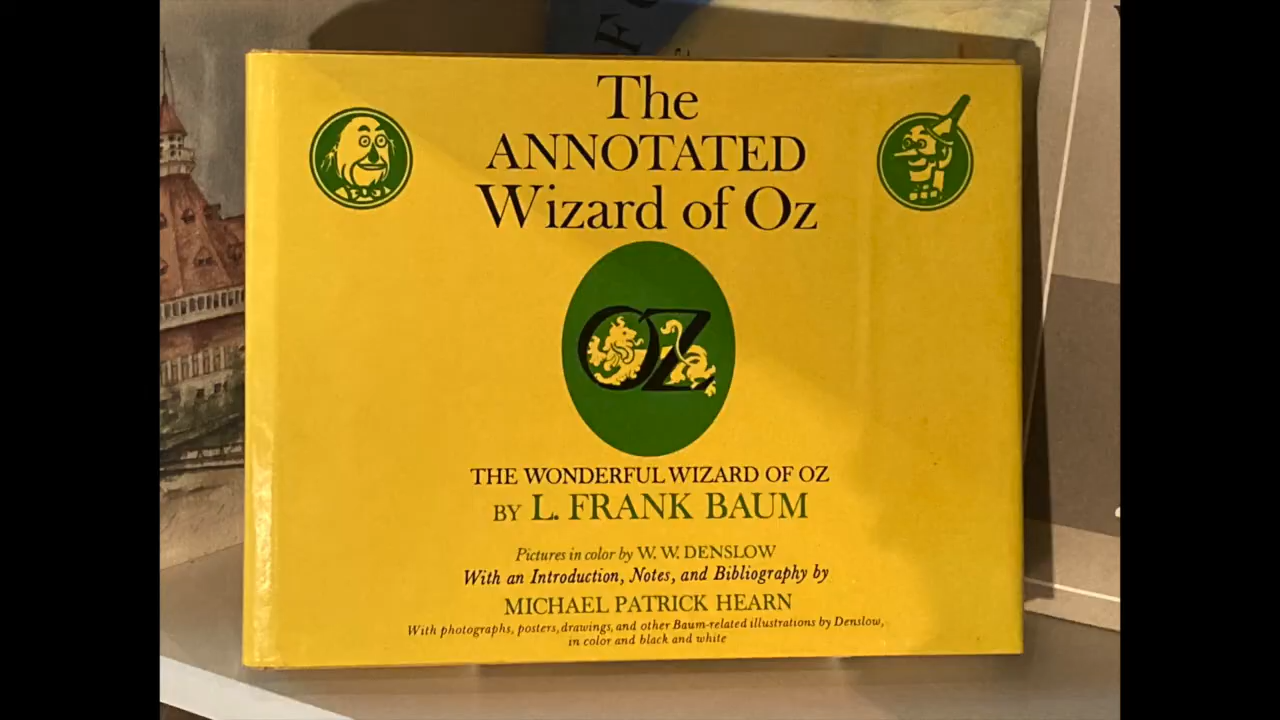 The
ANNOTATED
Wizard of Oz
OZ
THE WONDERFUL WIZARD OF OZ
BY L. FRANK BAUM
Pictures in color by W. W. DENSLOW
With an Introduction, Notes, and Bibliography by
MICHAEL PATRICK HEARN
With photographs, posters, drawings, and other Baum-related illustrations by Denslow,
in color and black and white